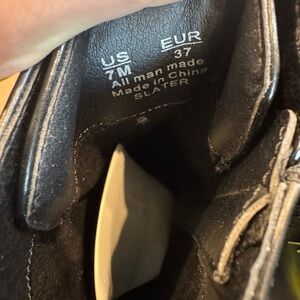 US EUR
7M 37
All man made
Made in China
SLATER